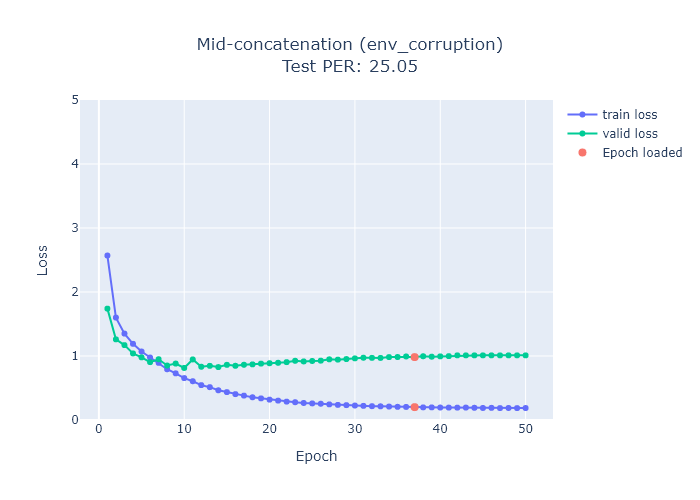 Mid-concatenation (env_corruption)
Test PER: 25.05
5
4
3
2
1
0
Loss
0
10
20
30
40
50
Epoch
train loss
valid loss
Epoch loaded